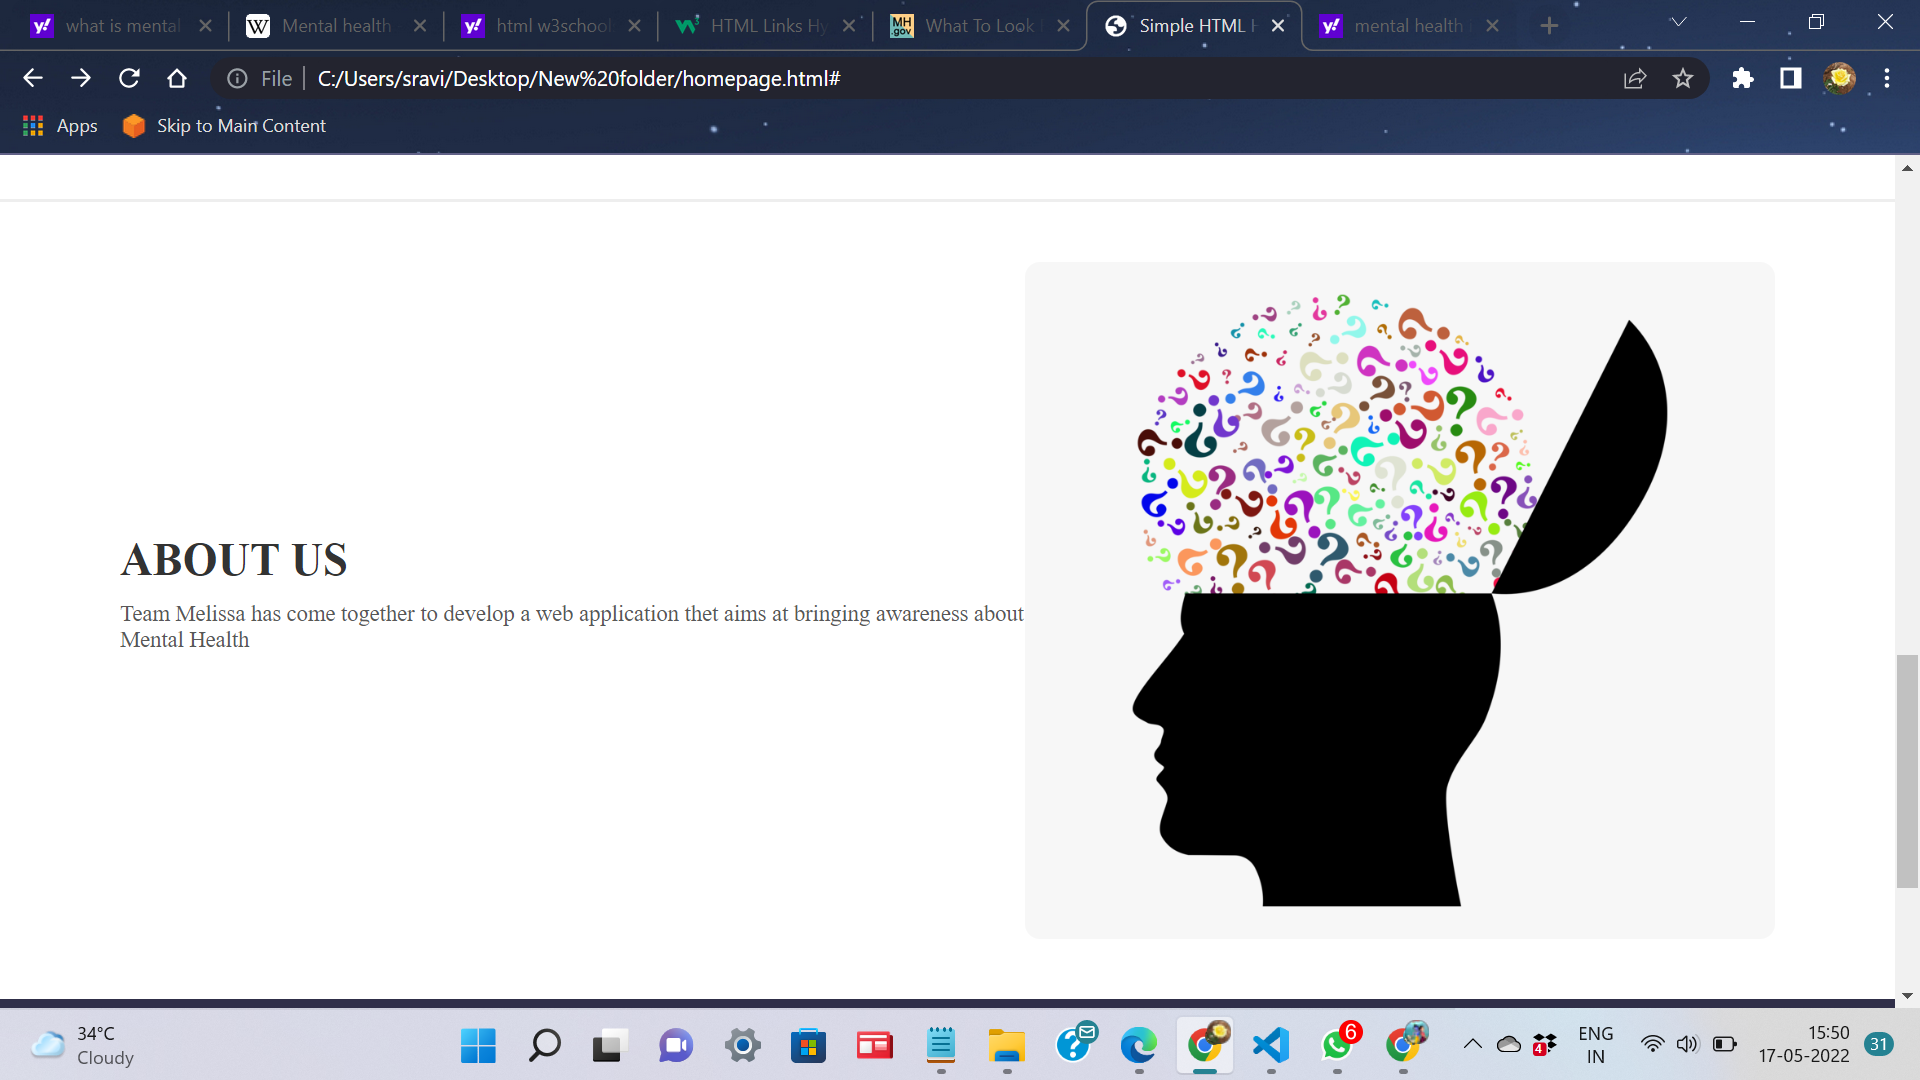 what is mental
Mental health
html w3school
HTML Links Hy
What To Look
Simple HTML H
mental health
File
C:/Users/sravi/Desktop/New%20folder/homepage.html#
Apps
Skip to Main Content
ABOUT US
Team Melissa has come together to develop a web application thet aims at bringing awareness about
Mental Health
34°C
Cloudy
6
4
ENG
IN
15:50
17-05-2022
31